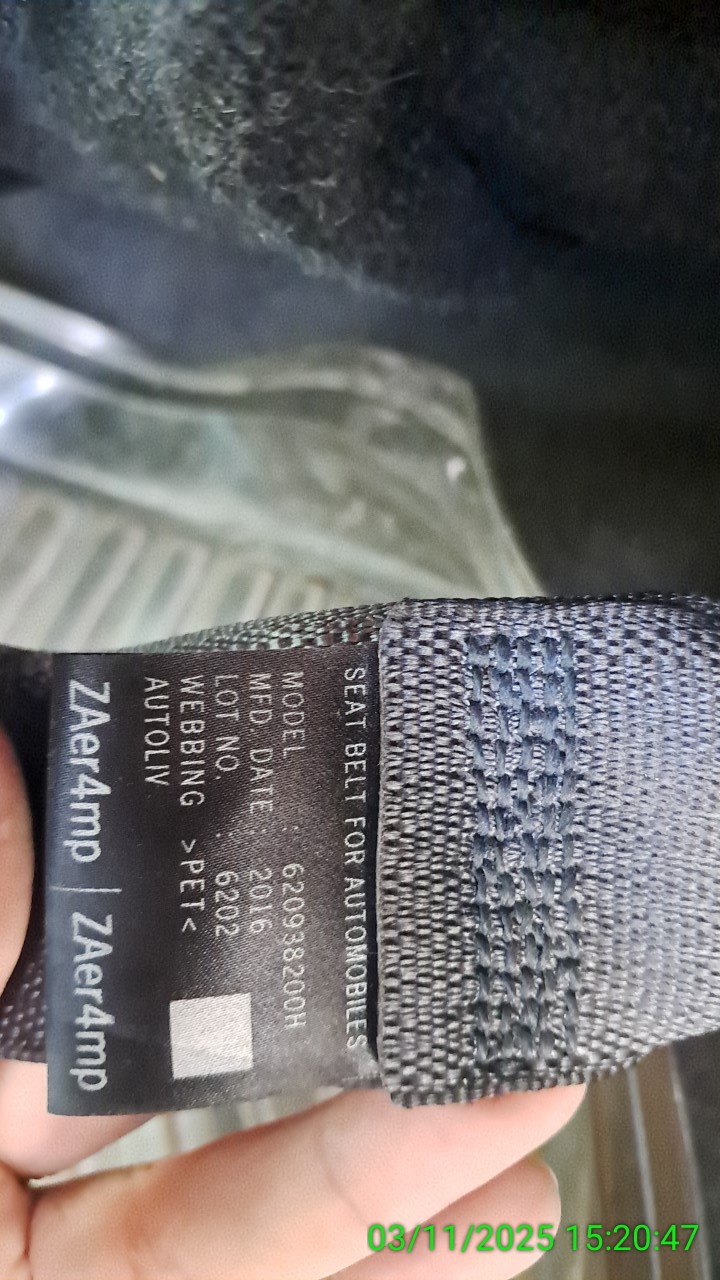 SEAT BELT FOR AUTOMOBILES
MODEL : 620938200H
MFD. DATE : 2016
LOT NO. : 6202
WEBBING >PET<
AUTOLIV
ZAer4mp | ZAer4mp
03/11/2025 15:20:47